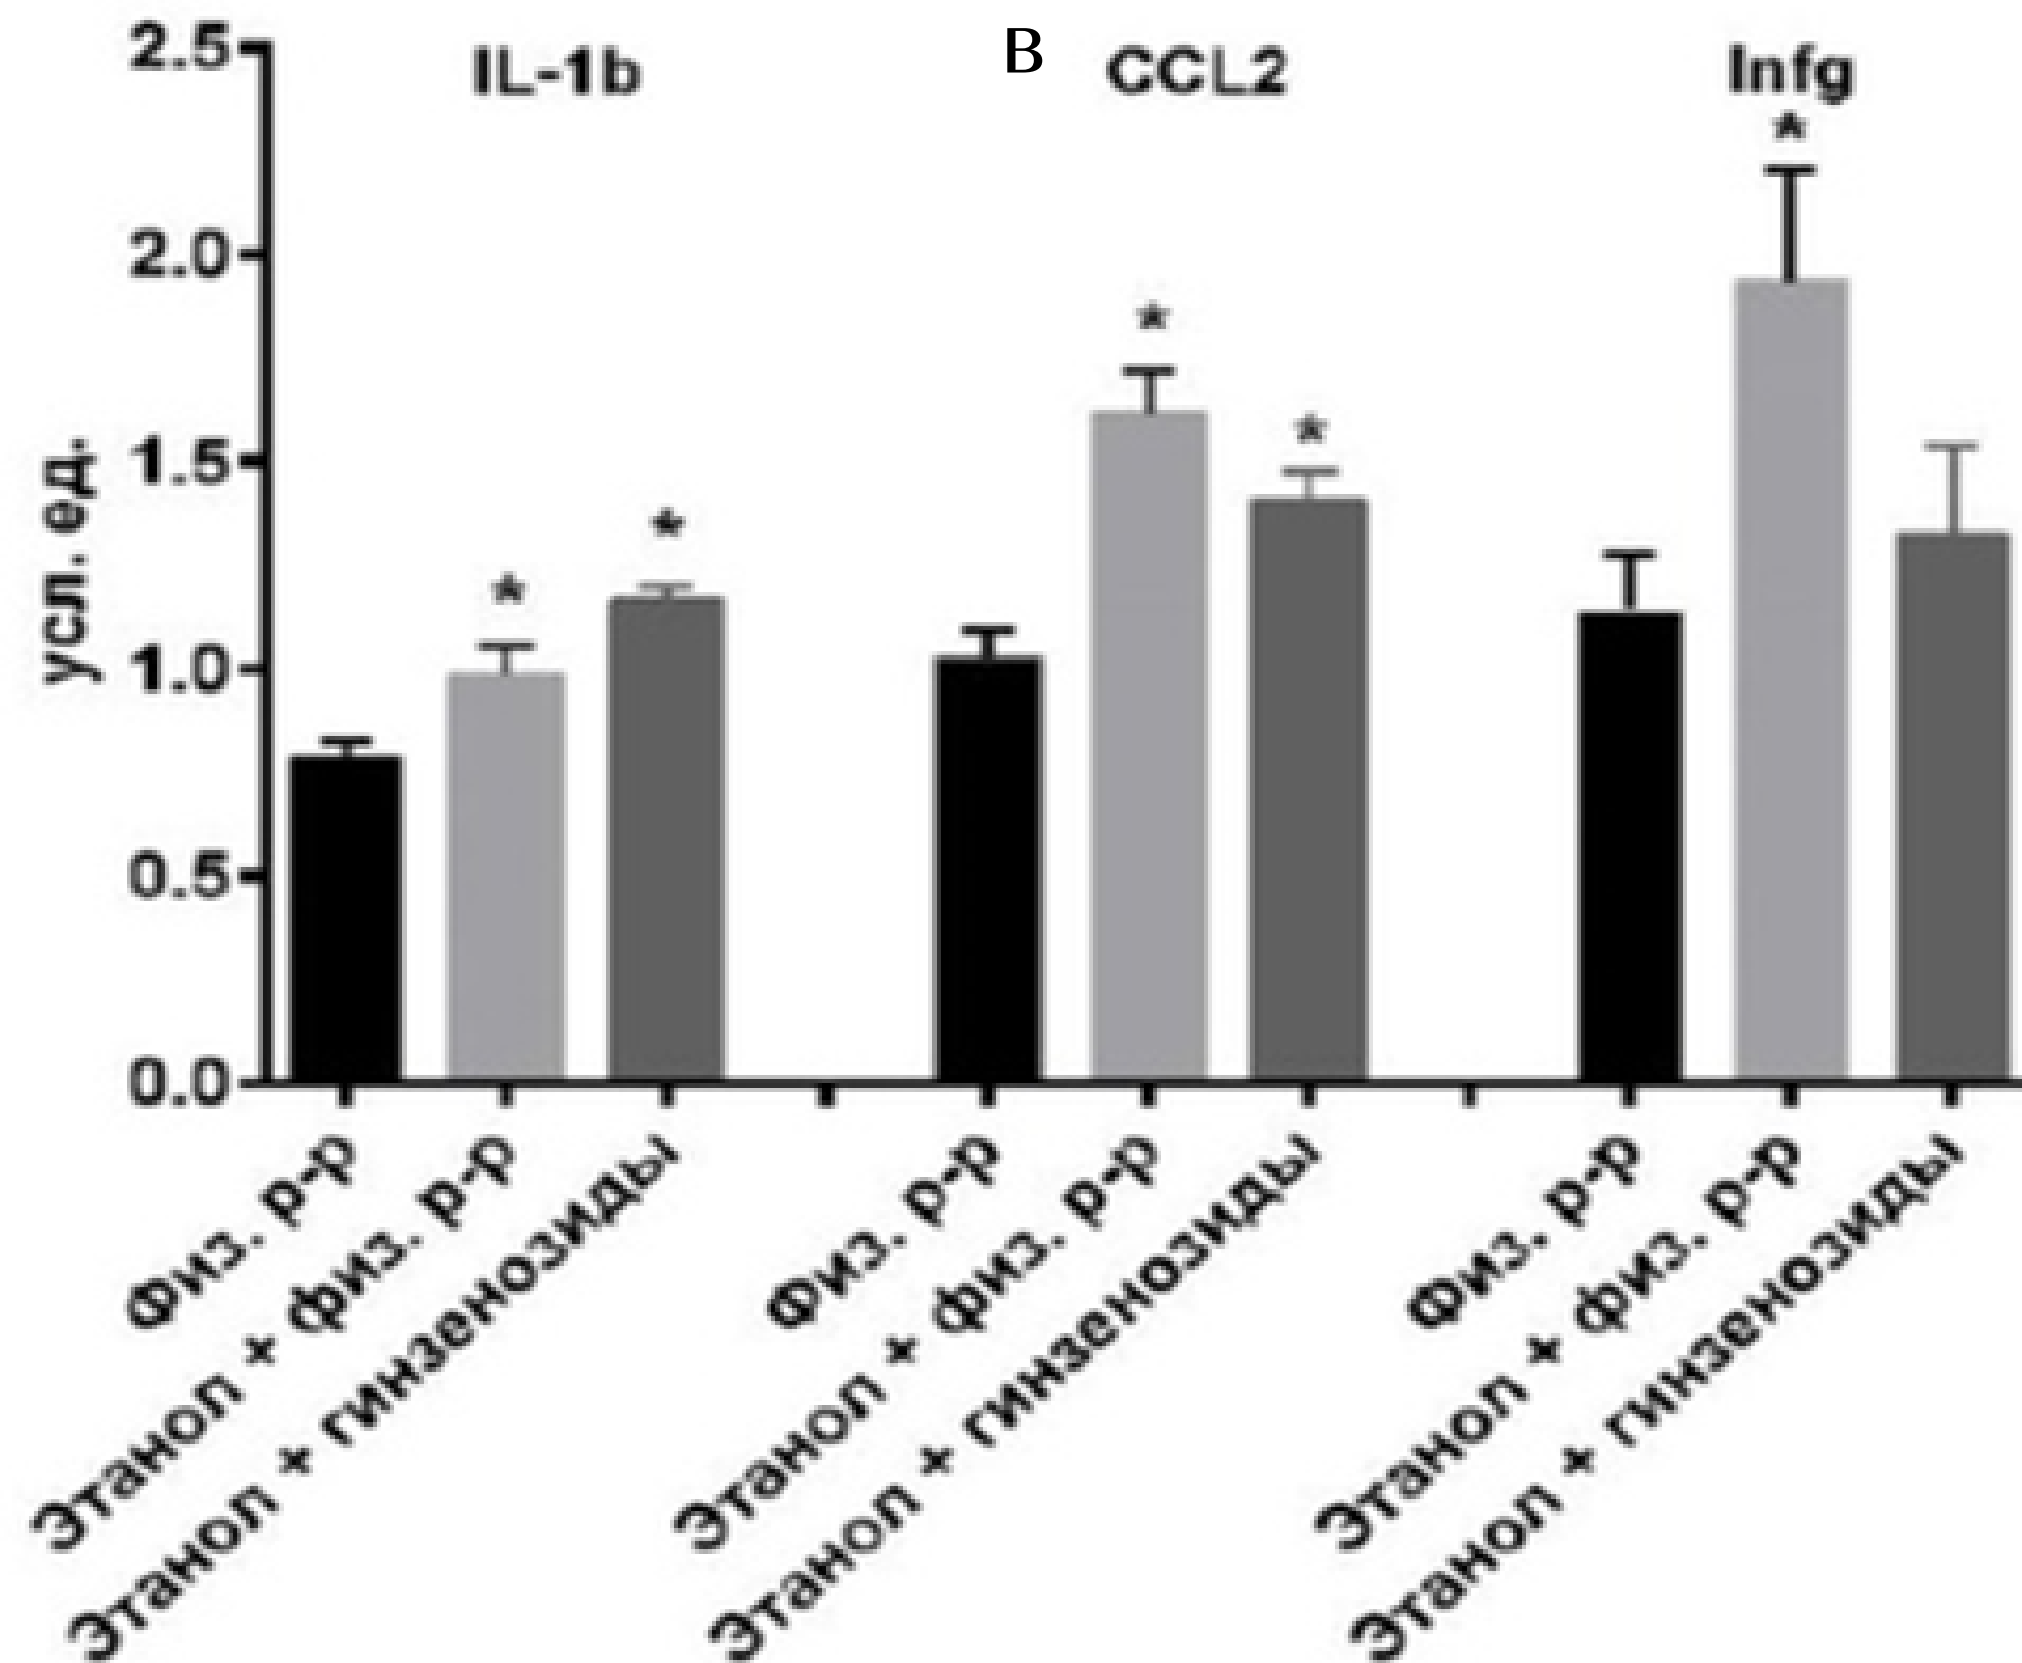 IL-1b
B
CCL2
Infg
*
*
*
*
*
усл. ед.
2.5
2.0
1.5
1.0
0.5
0.0
Физ. р-р
Этанол + физ. р-р
Этанол + гинзенозиды
Физ. р-р
Этанол + физ. р-р
Этанол + гинзенозиды
Физ. р-р
Этанол + физ. р-р
Этанол + гинзенозиды